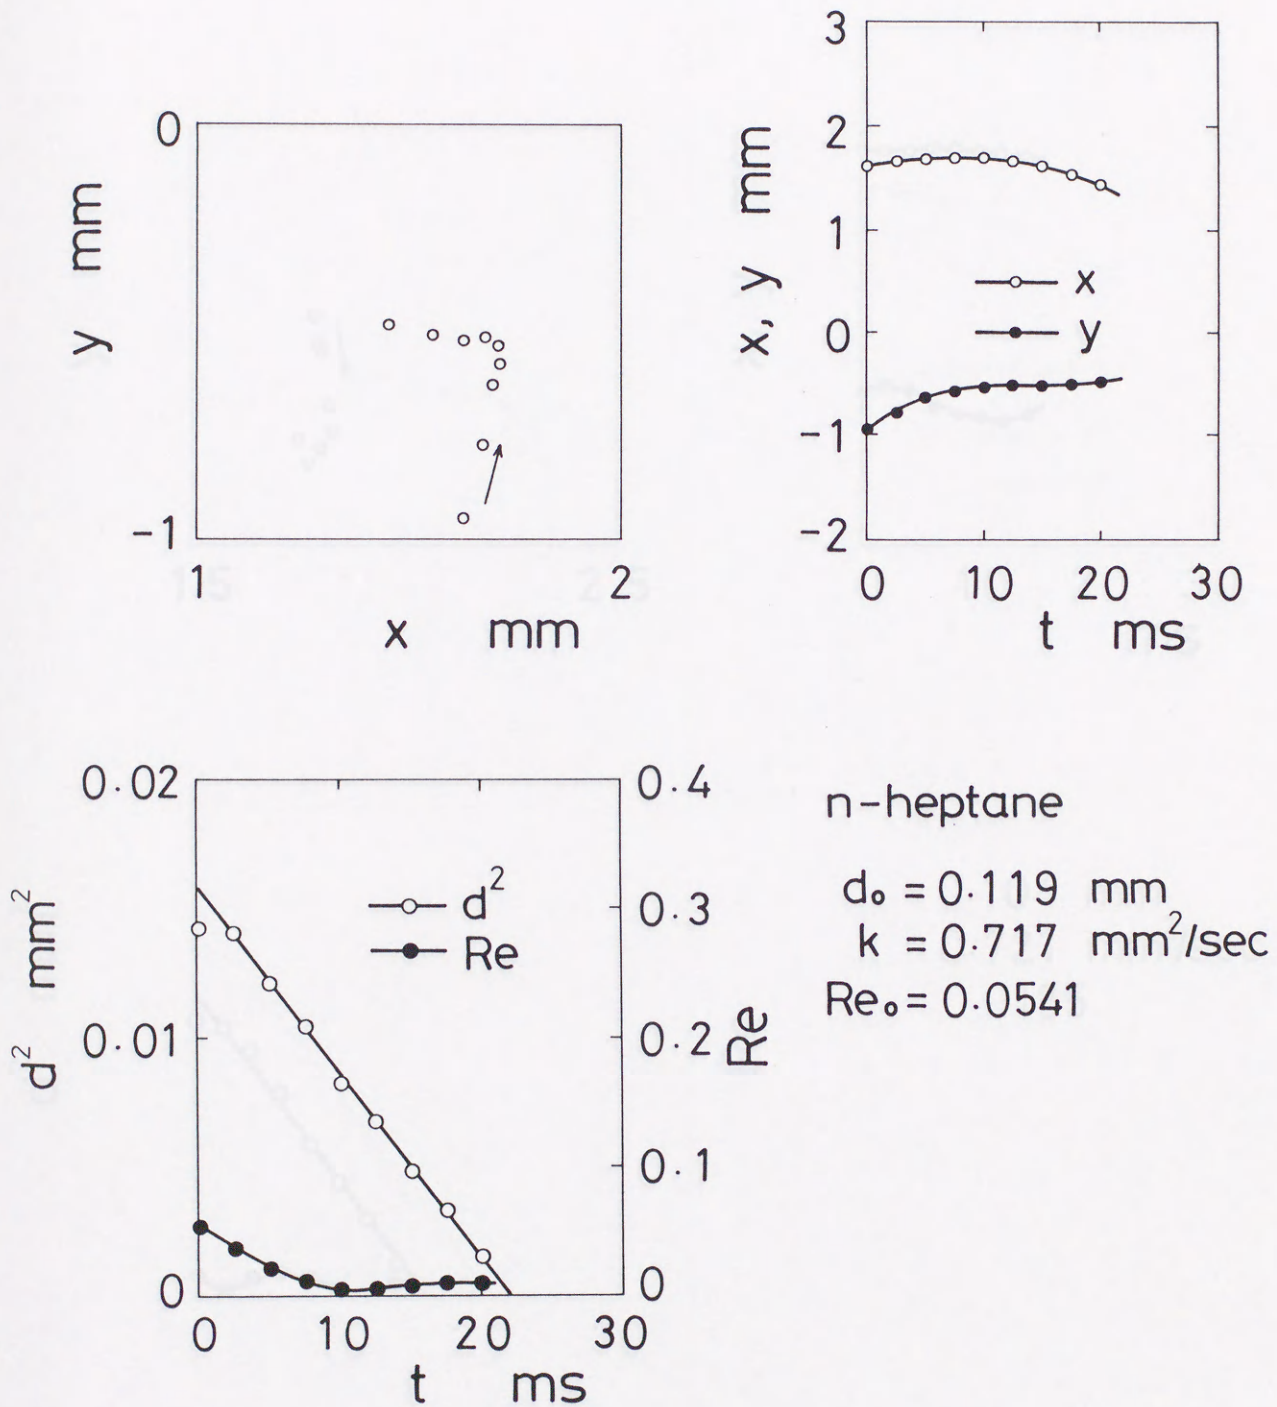 0
-1
y mm
1 2
x mm
3
2
1
0
-1
-2
x, y mm
x
y
0 10 20 30
t ms
0.02
0.01
0
d² mm²
d²
Re
0.4
0.3
0.2
0.1
0
Re
0 10 20 30
t ms
n-heptane
d₀ = 0.119 mm
k = 0.717 mm²/sec
Re₀ = 0.0541